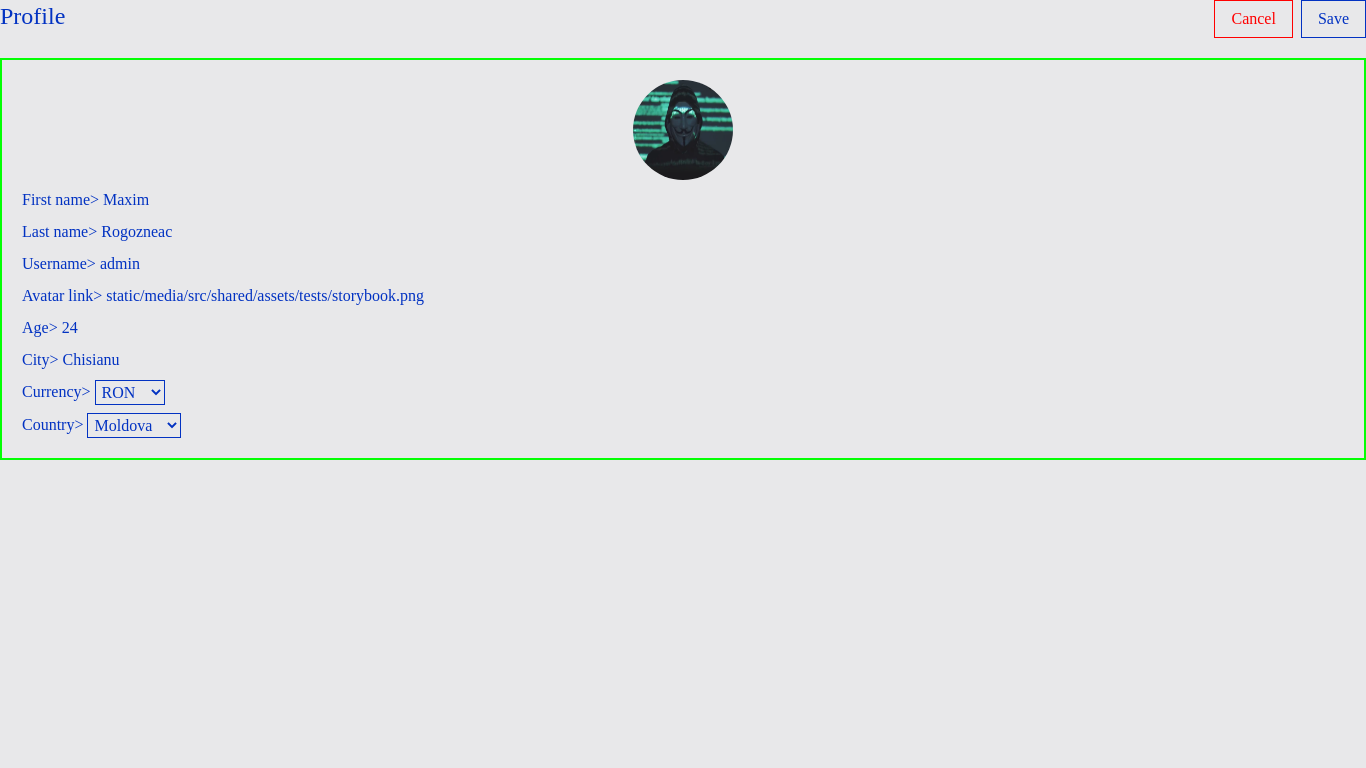 Profile
Cancel
Save
First name> Maxim
Last name> Rogozneac
Username> admin
Avatar link> static/media/src/shared/assets/tests/storybook.png
Age> 24
City> Chisianu
Currency> RON
Country> Moldova